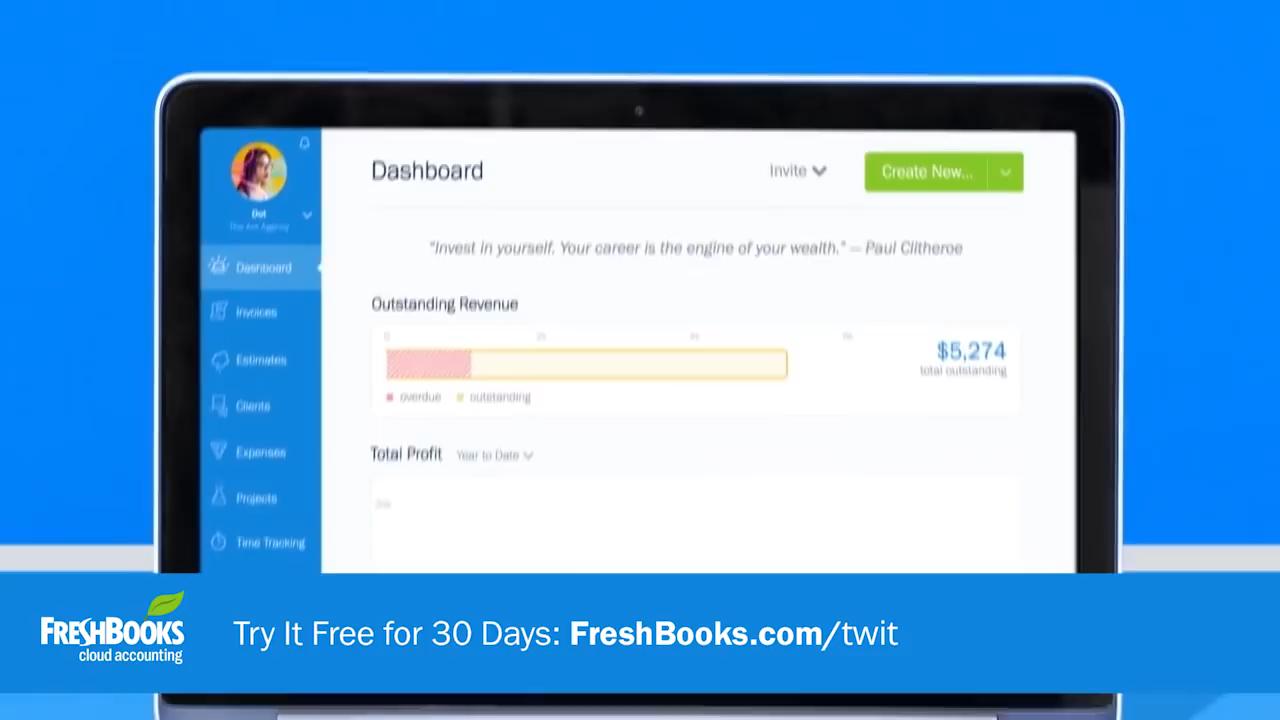 Dashboard
Invite
Create New...
Dot
"Invest in yourself. Your career is the engine of your wealth." — Paul Clitheroe
Dashboard
Invoices
Estimates
Clients
Expenses
Projects
Time Tracking
Outstanding Revenue
0
$5,274
total outstanding
overdue
outstanding
Total Profit
Year to Date
FRESHBOOKS
cloud accounting
Try It Free for 30 Days: FreshBooks.com/twit